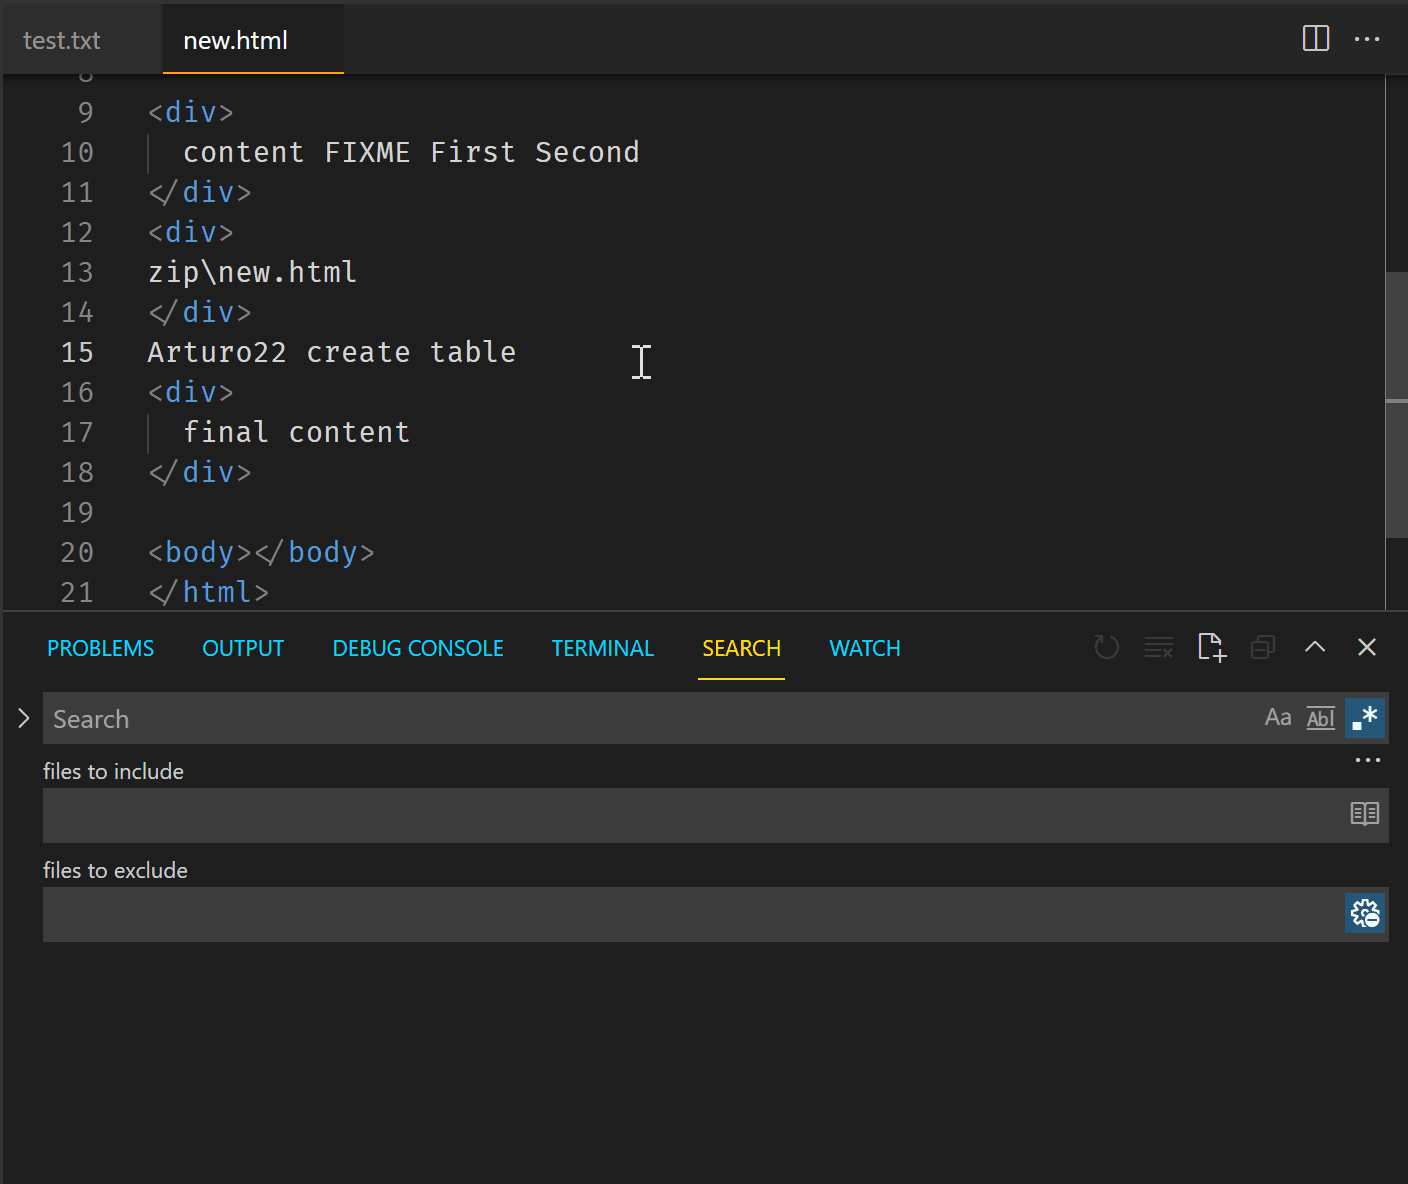 test.txt new.html
8
9 <div>
10 content FIXME First Second
11 </div>
12 <div>
13 zip\new.html
14 </div>
15 Arturo22 create table
16 <div>
17 final content
18 </div>
19
20 <body></body>
21 </html>
PROBLEMS OUTPUT DEBUG CONSOLE TERMINAL SEARCH WATCH
Search Aa Abl .*
files to include
files to exclude